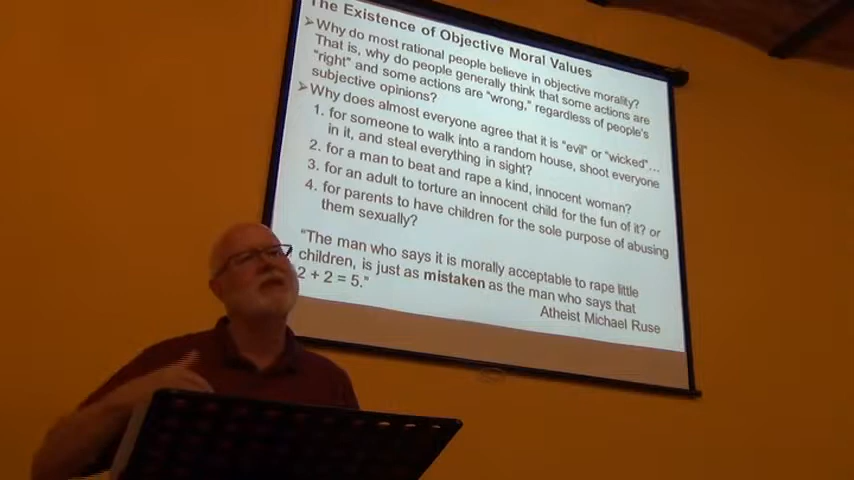 The Existence of Objective Moral Values
➢Why do most rational people believe in objective morality?
That is, why do people generally think that some actions are
"right" and some actions are "wrong," regardless of people's
subjective opinions?
➢Why does almost everyone agree that it is "evil" or "wicked"...
1. for someone to walk into a random house, shoot everyone
in it, and steal everything in sight?
2. for a man to beat and rape a kind, innocent woman?
3. for an adult to torture an innocent child for the fun of it? or
4. for parents to have children for the sole purpose of abusing
them sexually?
"The man who says it is morally acceptable to rape little
children, is just as mistaken as the man who says that
2 + 2 = 5."
Atheist Michael Ruse